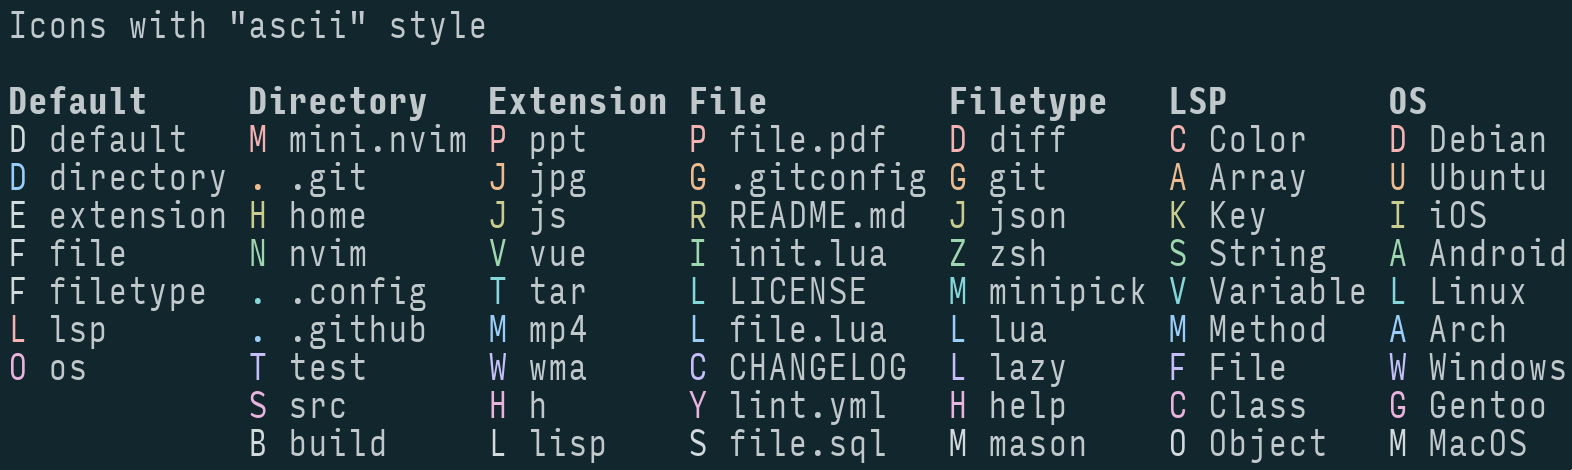 Icons with "ascii" style
Default Directory Extension File Filetype LSP OS
D default M mini.nvim P ppt P file.pdf D diff C Color D Debian
D directory . .git J jpg G .gitconfig G git A Array U Ubuntu
E extension H home J js R README.md J json K Key I iOS
F file N nvim V vue I init.lua Z zsh S String A Android
F filetype . .config T tar L LICENSE M minipick V Variable L Linux
L lsp . .github M mp4 L file.lua L lua M Method A Arch
O os T test W wma C CHANGELOG L lazy F File W Windows
S src H h Y lint.yml H help C Class G Gentoo
B build L lisp S file.sql M mason O Object M MacOS